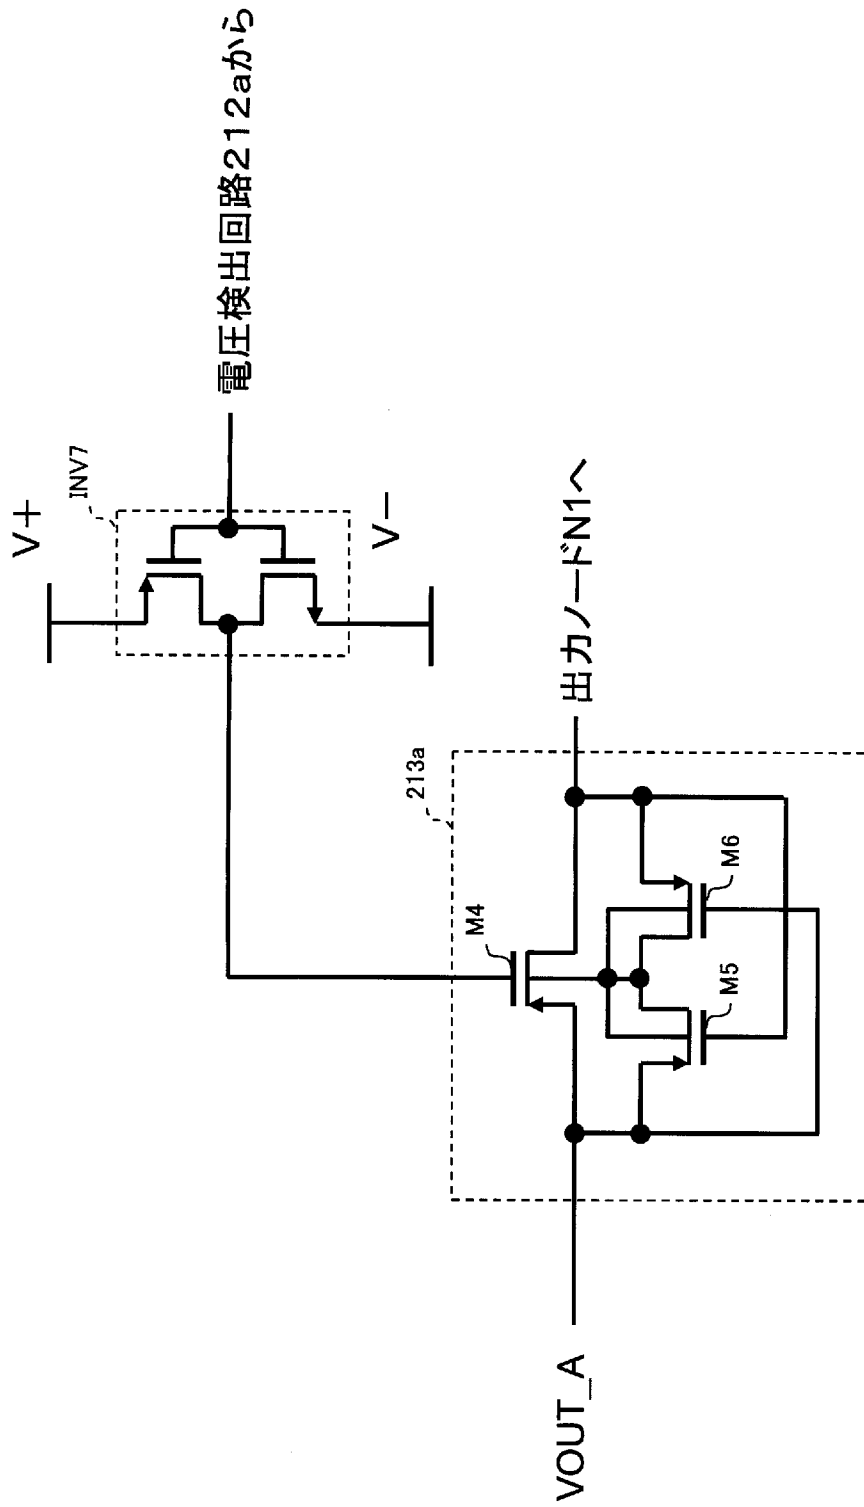 V+
INV7
電圧検出回路212aから
V−
213a
M4
出力ノードN1へ
M5
M6
VOUT_A